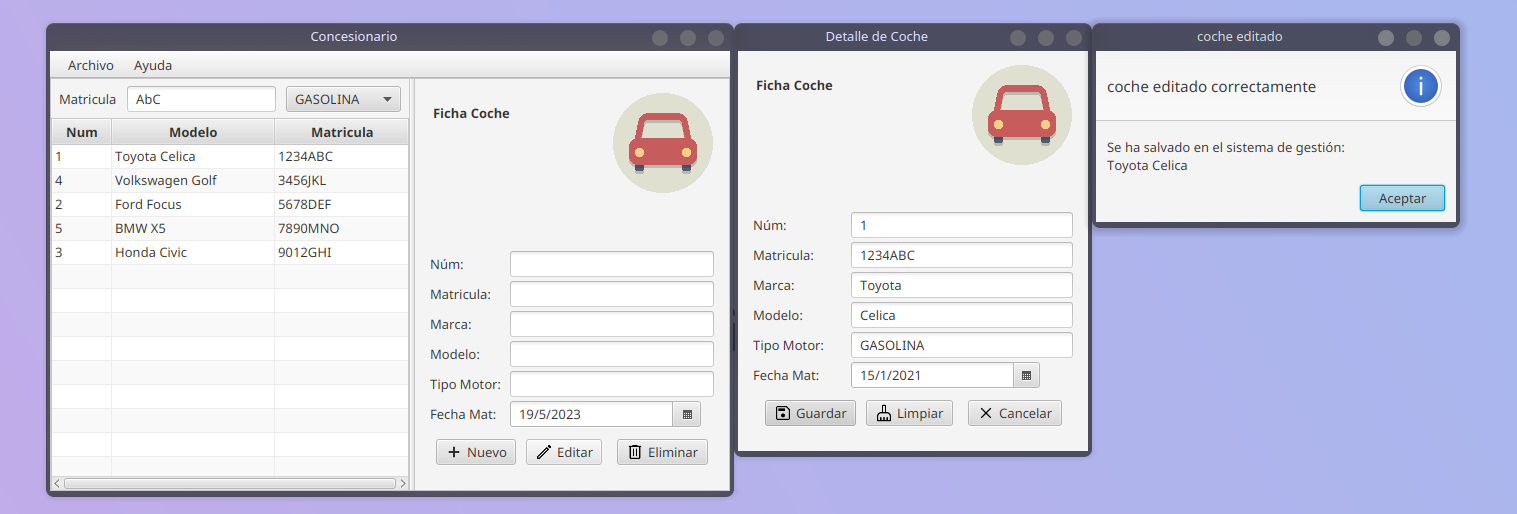 Concesionario
Archivo Ayuda
Matricula AbC GASOLINA
Num Modelo Matricula
1 Toyota Celica 1234ABC
4 Volkswagen Golf 3456JKL
2 Ford Focus 5678DEF
5 BMW X5 7890MNO
3 Honda Civic 9012GHI
Ficha Coche
Núm:
Matricula:
Marca:
Modelo:
Tipo Motor:
Fecha Mat: 19/5/2023
Nuevo Editar Eliminar
Detalle de Coche
Ficha Coche
Núm: 1
Matricula: 1234ABC
Marca: Toyota
Modelo: Celica
Tipo Motor: GASOLINA
Fecha Mat: 15/1/2021
Guardar Limpiar Cancelar
coche editado
coche editado correctamente
i
Se ha salvado en el sistema de gestión:
Toyota Celica
Aceptar